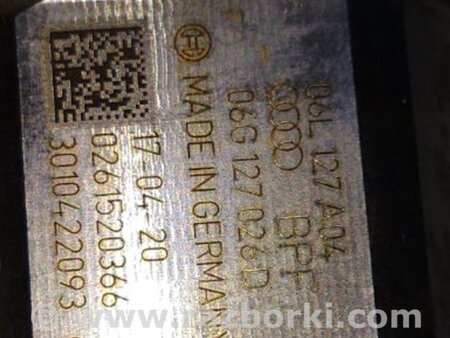 06L 127 A04
BPF
06G 127 026D
MADE IN GERMANY
17-04-20
0261520366
3010422093
© www.razborki.com